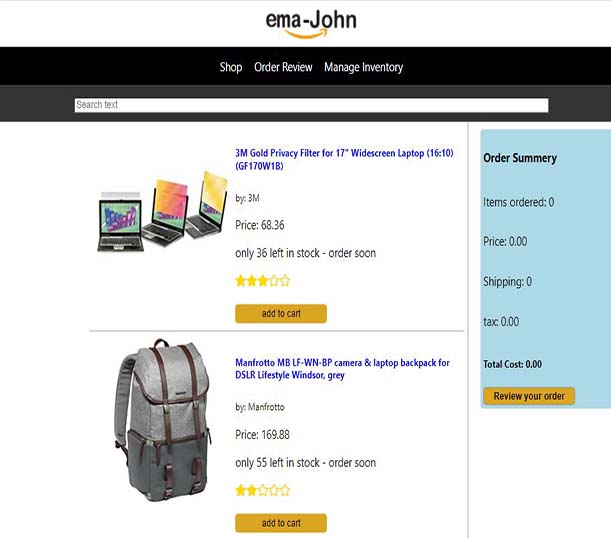 ema-John
Shop Order Review Manage Inventory
Search text
3M Gold Privacy Filter for 17" Widescreen Laptop (16:10)
(GF170W1B)
by: 3M
Price: 68.36
only 36 left in stock - order soon
add to cart
Manfrotto MB LF-WN-BP camera & laptop backpack for
DSLR Lifestyle Windsor, grey
by: Manfrotto
Price: 169.88
only 55 left in stock - order soon
add to cart
Order Summery
Items ordered: 0
Price: 0.00
Shipping: 0
tax: 0.00
Total Cost: 0.00
Review your order